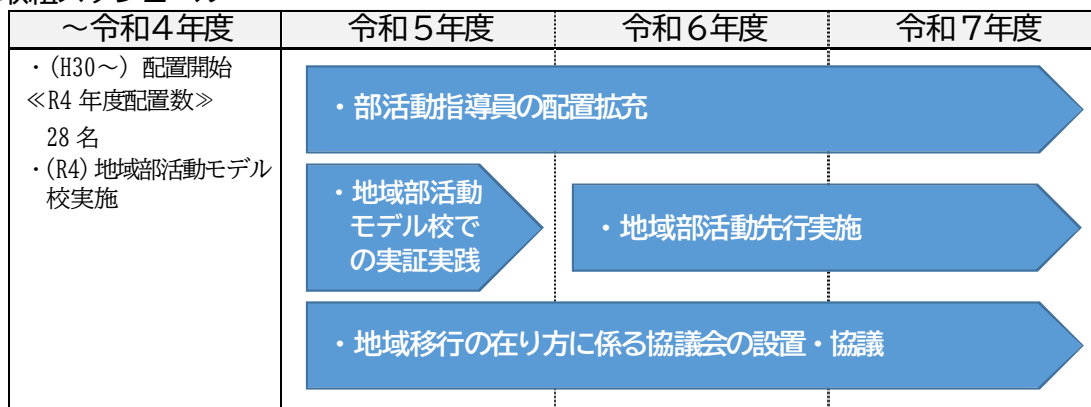 ～令和4年度
令和5年度
令和6年度
令和7年度
・(H30～) 配置開始
≪R4 年度配置数≫
28 名
・(R4)地域部活動モデル
校実施
・部活動指導員の配置拡充
・地域部活動
モデル校で
の実証実践
・地域部活動先行実施
・地域移行の在り方に係る協議会の設置・協議